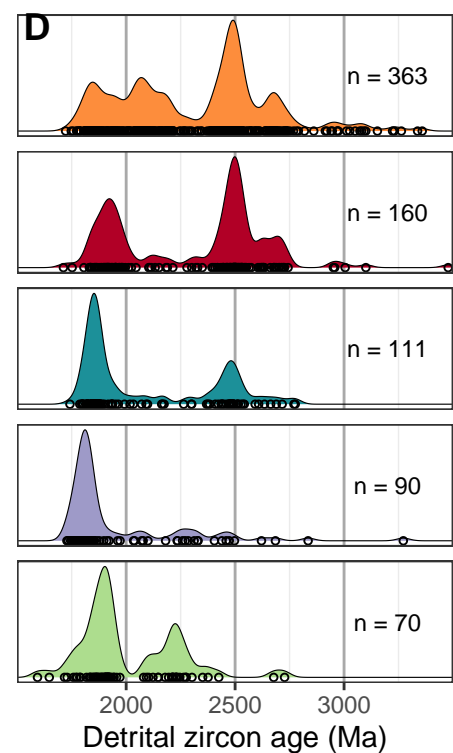 D
n = 363
n = 160
n = 111
n = 90
n = 70
2000 2500 3000
Detrital zircon age (Ma)